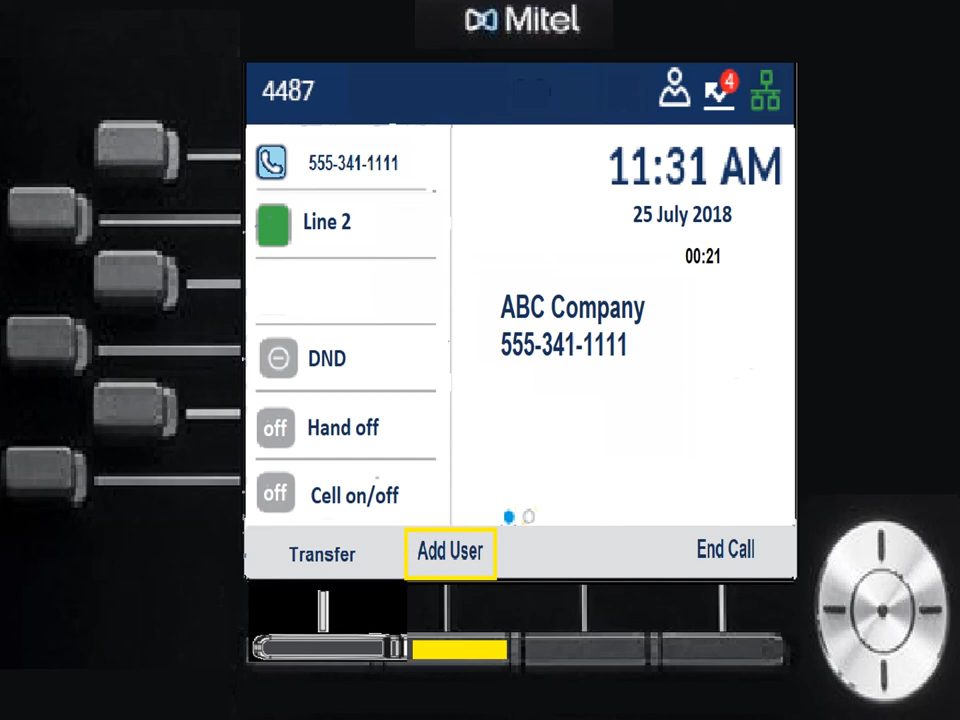 Mitel
4487
4
555-341-1111
Line 2
DND
off Hand off
off Cell on/off
11:31 AM
25 July 2018
00:21
ABC Company
555-341-1111
Transfer
Add User
End Call